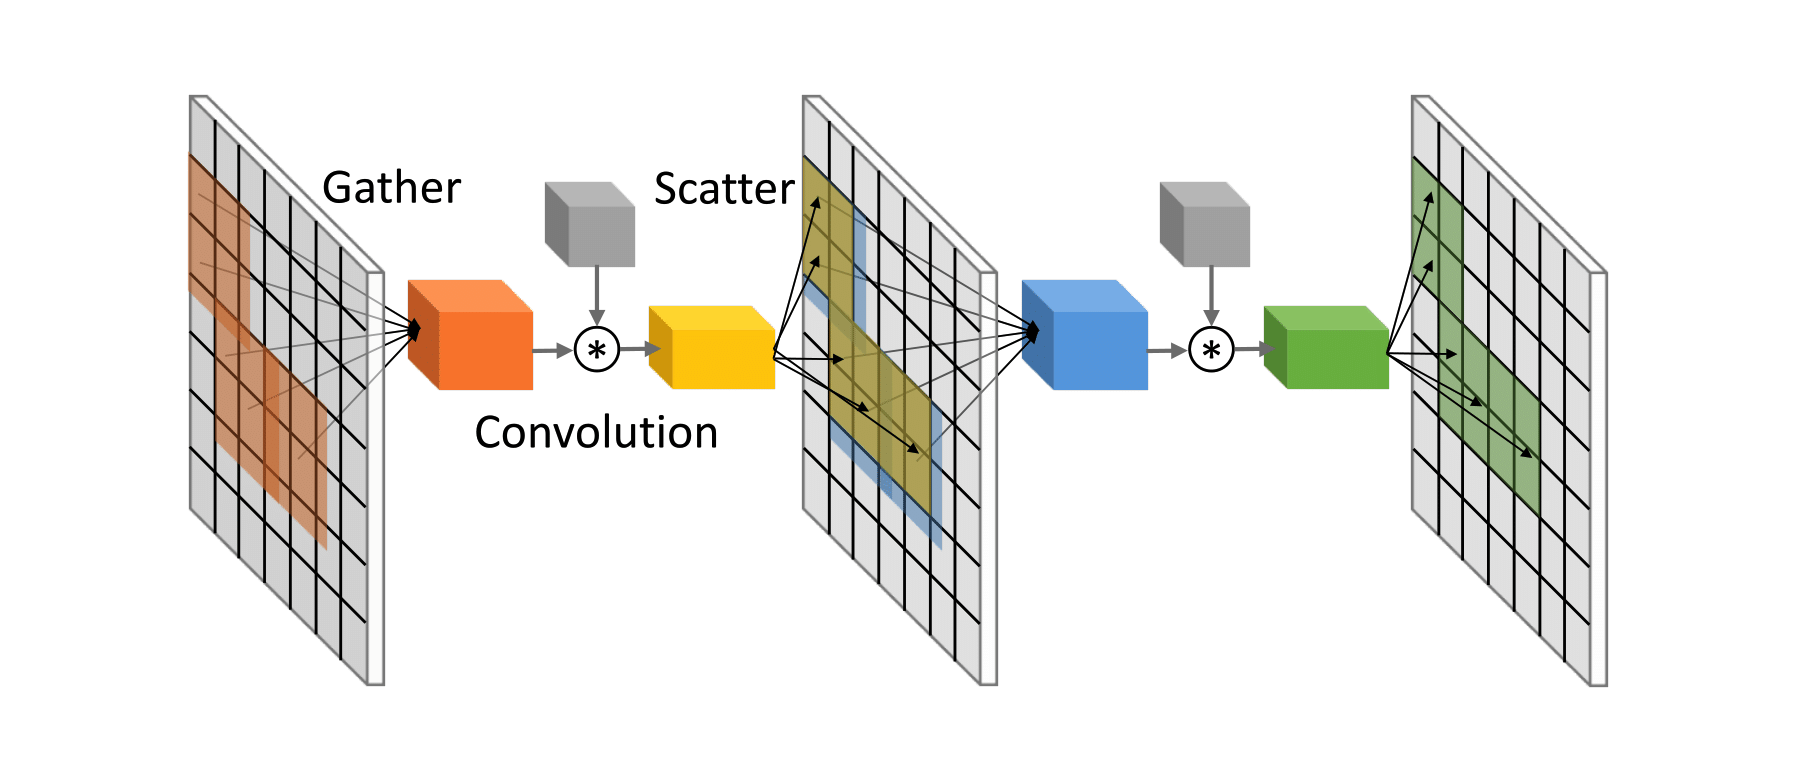 Gather
Scatter
*
*
Convolution